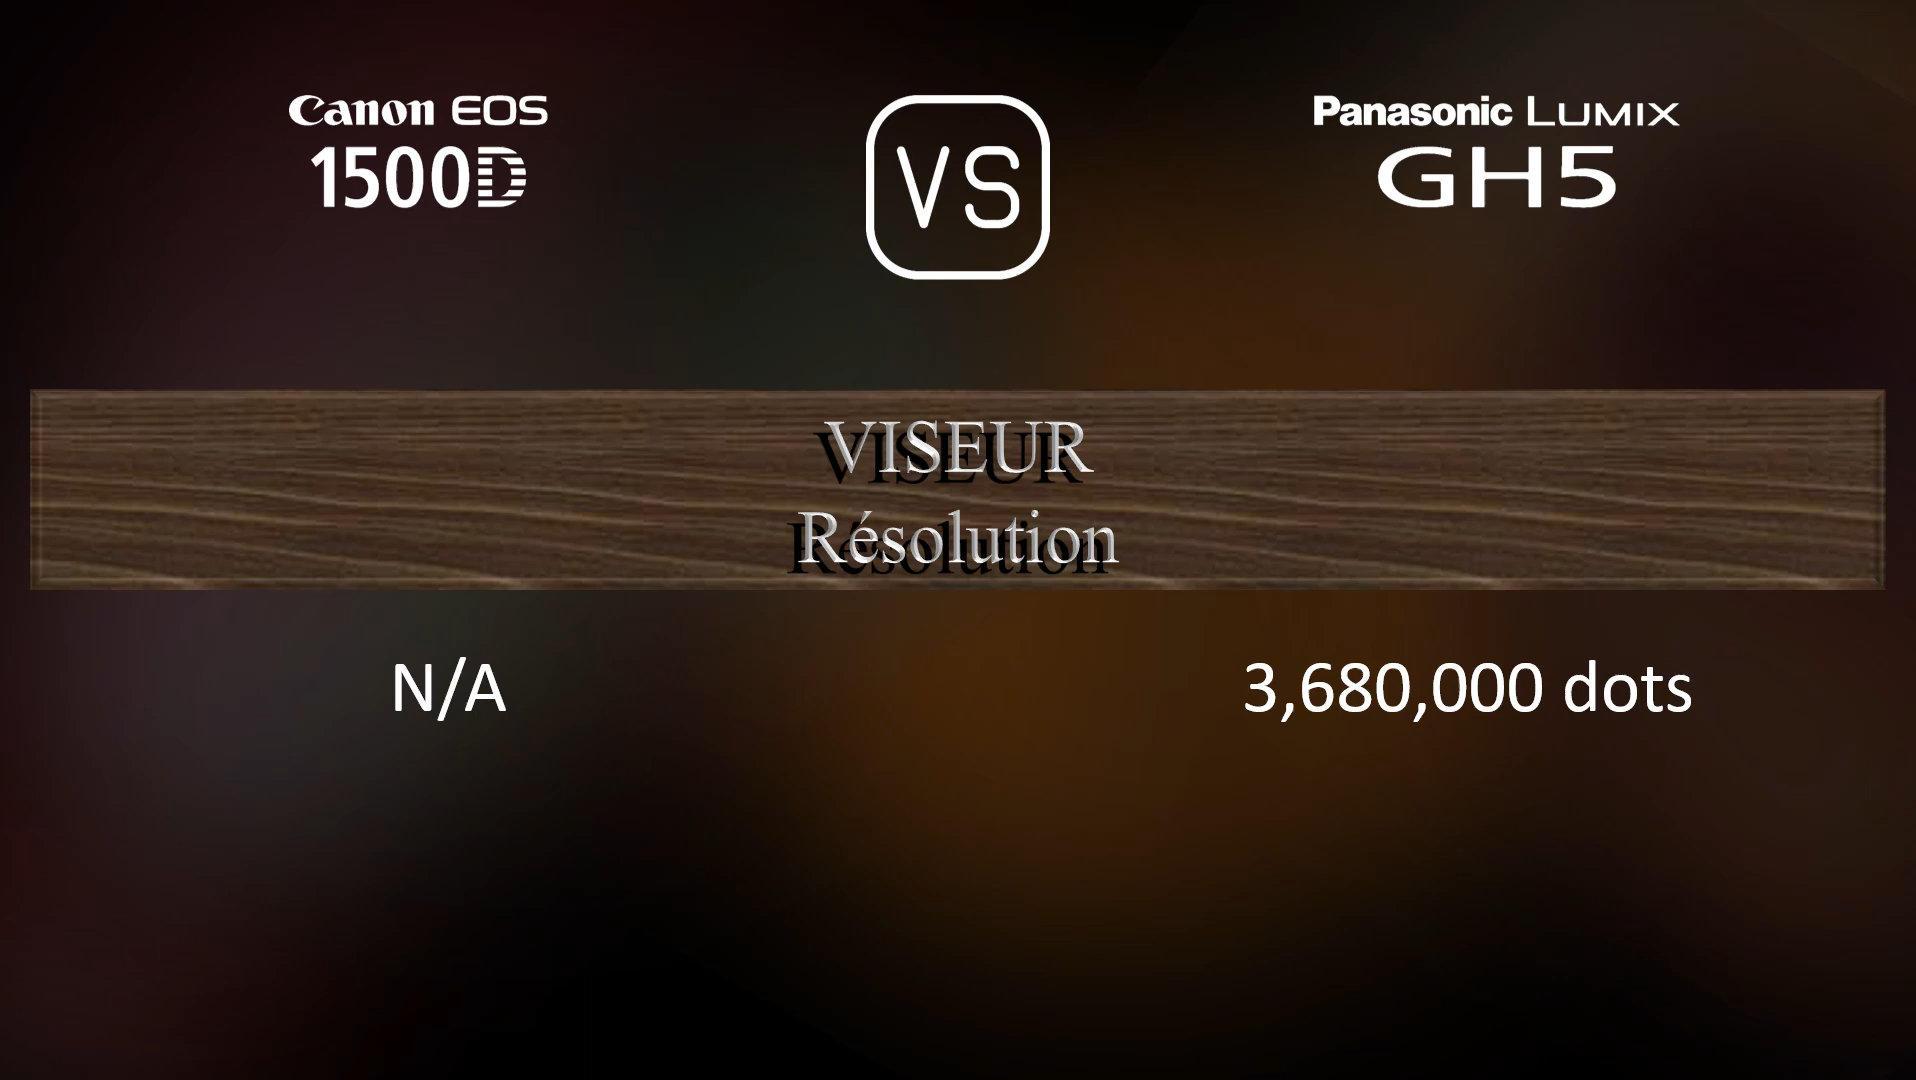 Canon EOS
1500D
VS
Panasonic LUMIX
GH5
VISEUR
Résolution
N/A
3,680,000 dots